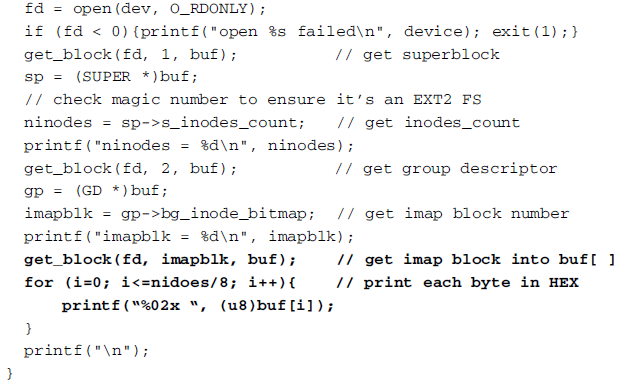 fd = open(dev, O_RDONLY);
if (fd < 0){printf("open %s failed\n", device); exit(1);}
get_block(fd, 1, buf);          // get superblock
sp = (SUPER *)buf;
// check magic number to ensure it’s an EXT2 FS
ninodes = sp->s_inodes_count;   // get inodes_count
printf("ninodes = %d\n", ninodes);
get_block(fd, 2, buf);          // get group descriptor
gp = (GD *)buf;
imapblk = gp->bg_inode_bitmap;  // get imap block number
printf("imapblk = %d\n", imapblk);
get_block(fd, imapblk, buf);    // get imap block into buf[ ]
for (i=0; i<=nidoes/8; i++){    // print each byte in HEX
printf(“%02x “, (u8)buf[i]);
}
printf("\n");
}